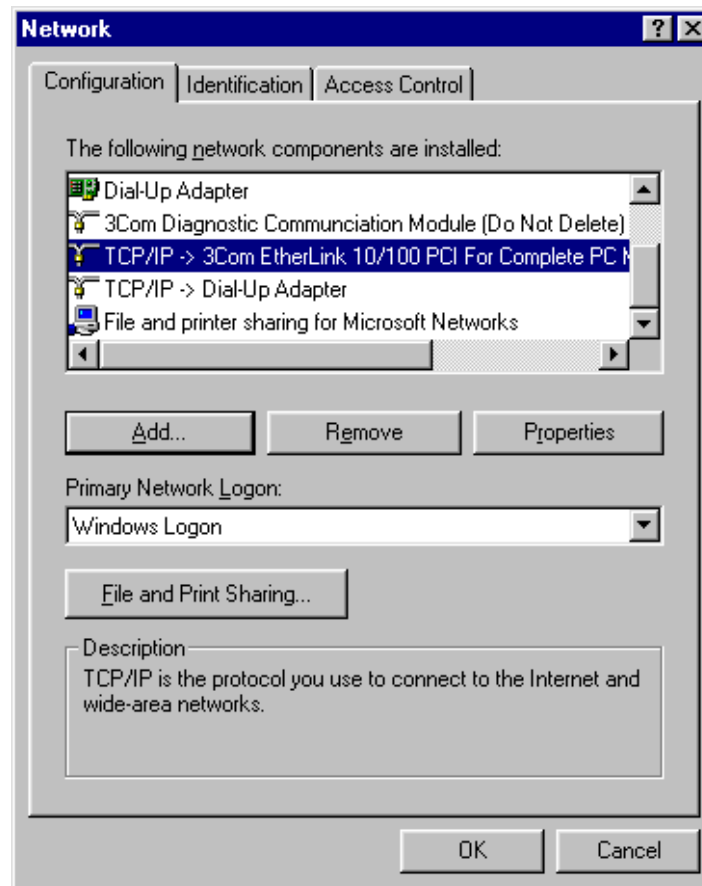 Network
Configuration Identification Access Control
The following network components are installed:
Dial-Up Adapter
3Com Diagnostic Communciation Module (Do Not Delete)
TCP/IP -> 3Com EtherLink 10/100 PCI For Complete PC
TCP/IP -> Dial-Up Adapter
File and printer sharing for Microsoft Networks
Add... Remove Properties
Primary Network Logon:
Windows Logon
File and Print Sharing...
Description
TCP/IP is the protocol you use to connect to the Internet and
wide-area networks.
OK Cancel